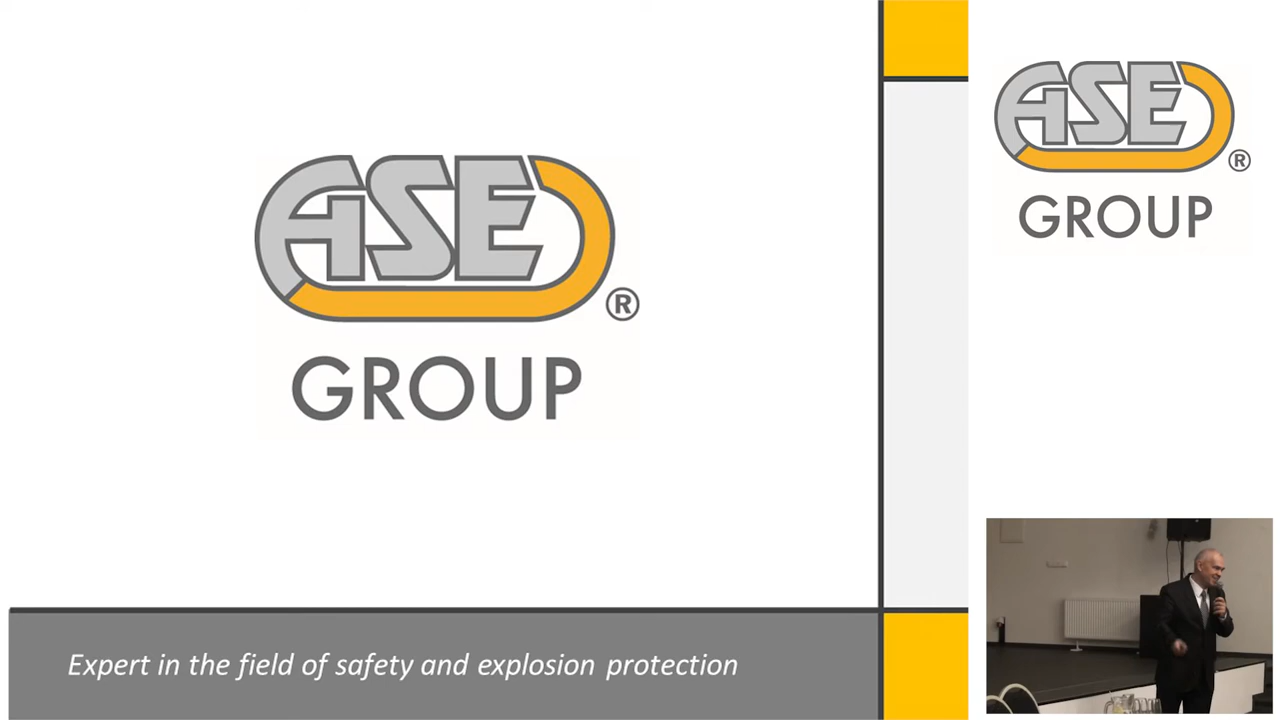 ASE
®
GROUP
Expert in the field of safety and explosion protection
ASE
®
GROUP